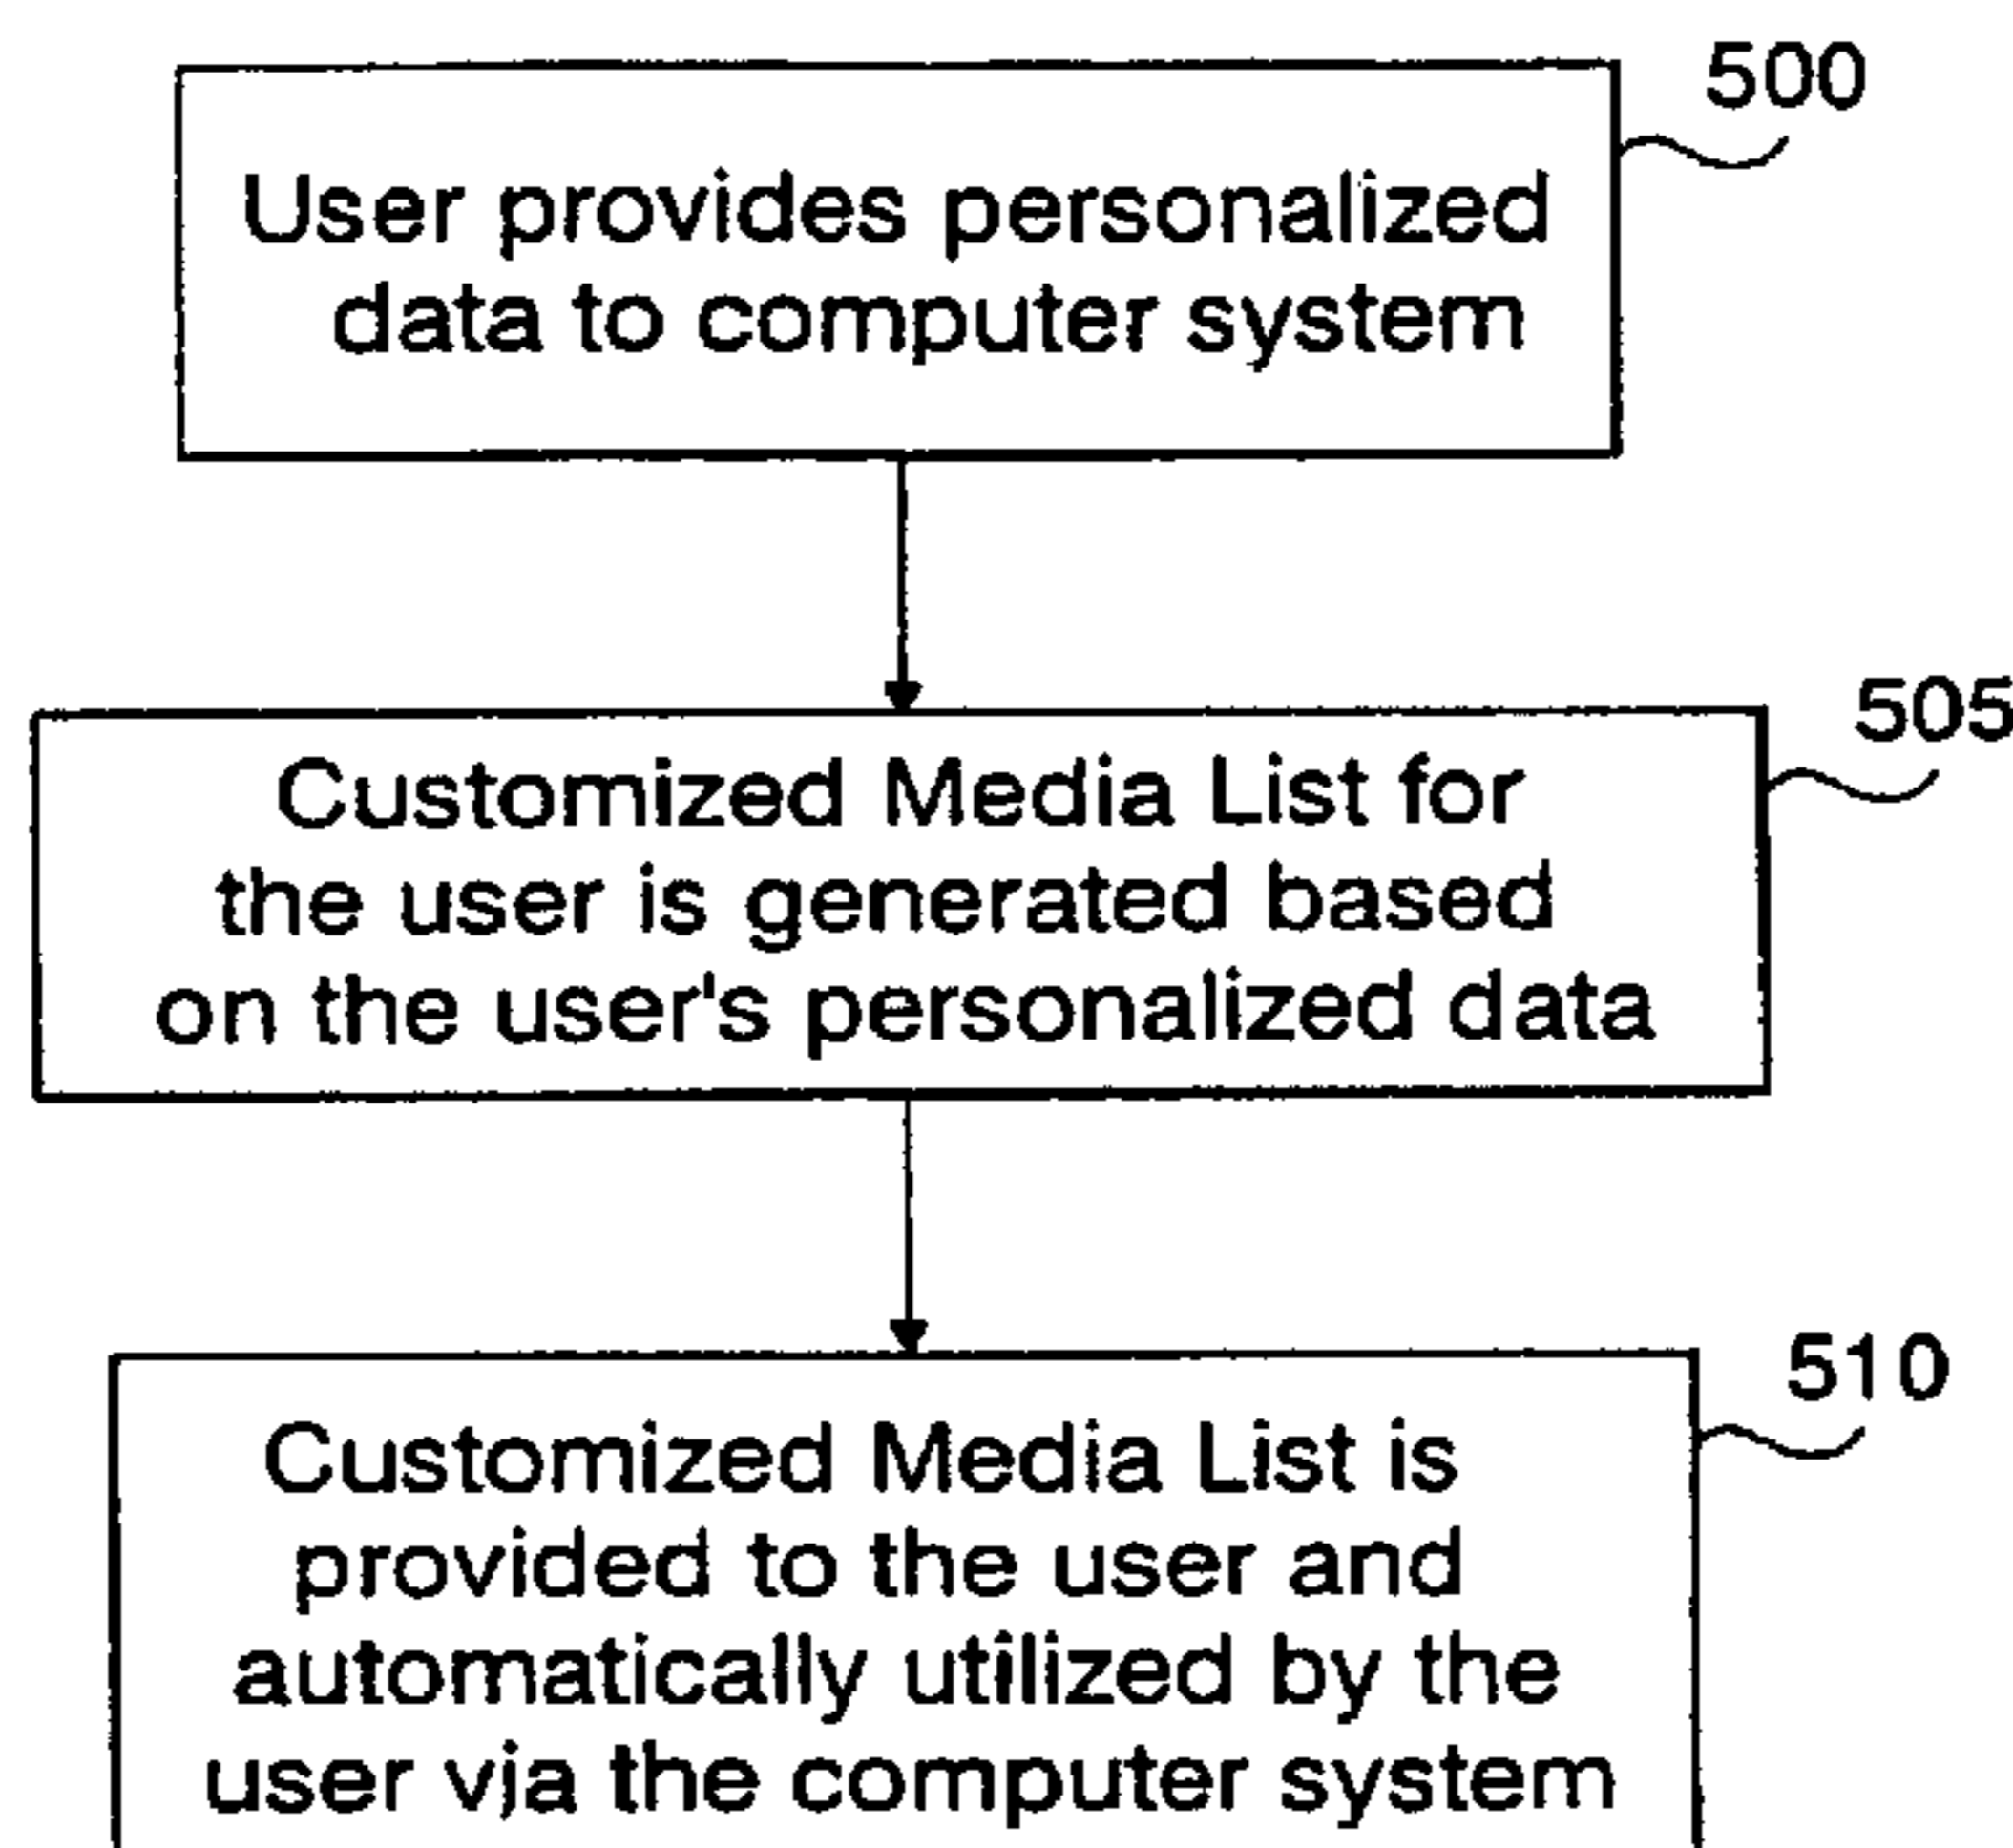 500
User provides personalized
data to computer system
505
Customized Media List for
the user is generated based
on the user's personalized data
510
Customized Media List is
provided to the user and
automatically utilized by the
user via the computer system